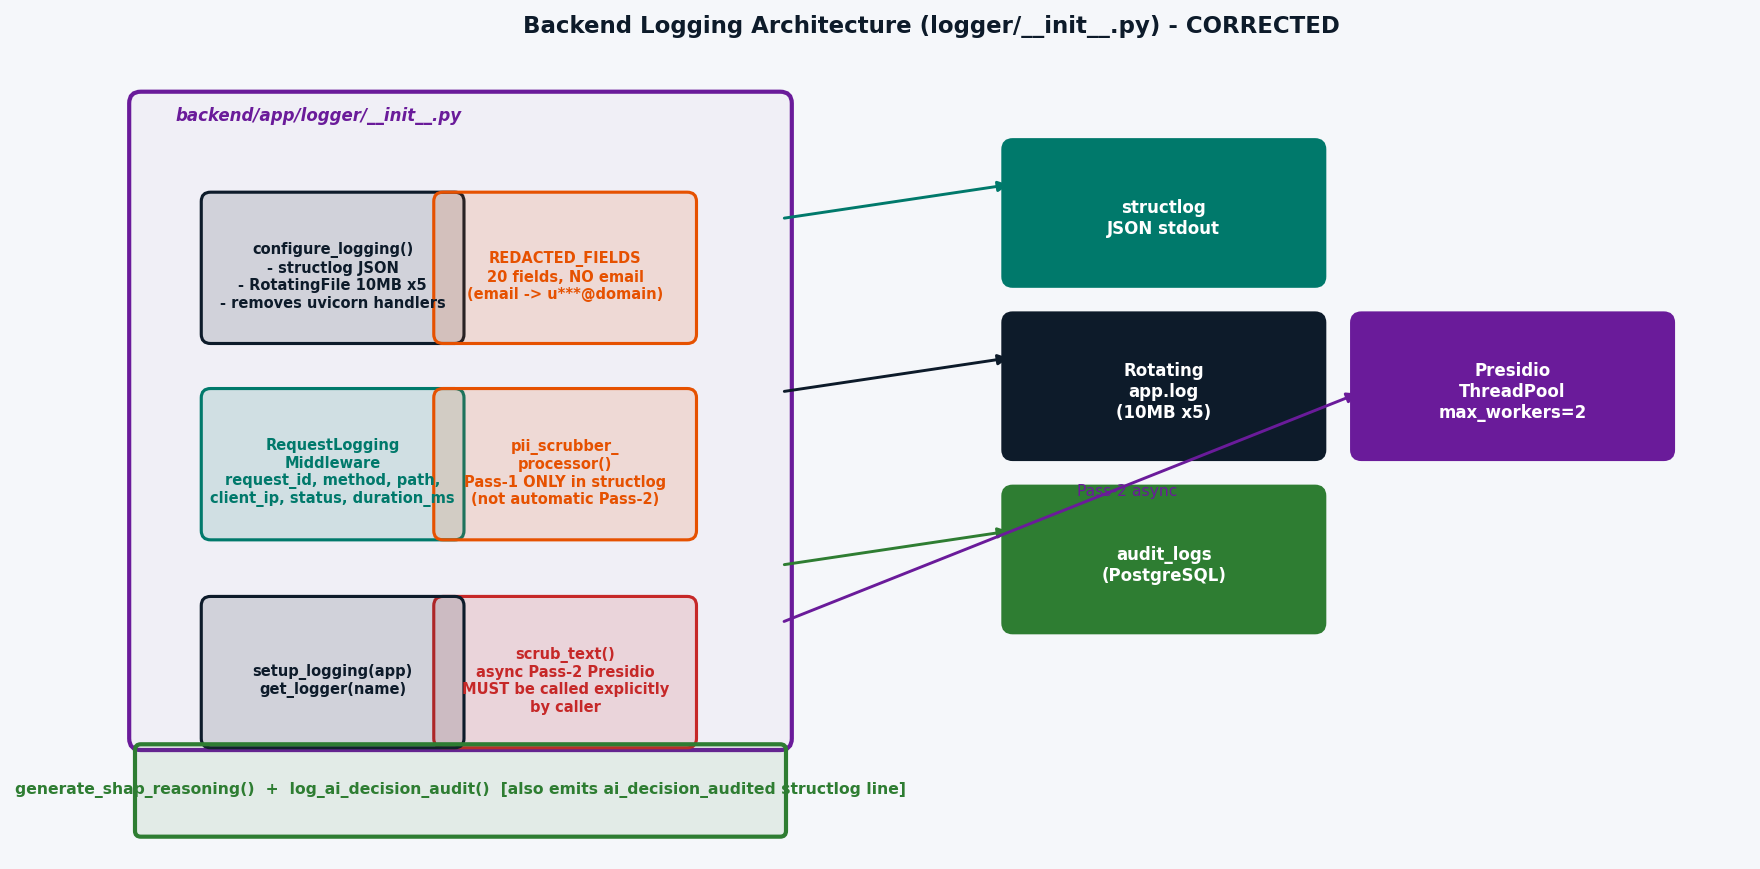 Backend Logging Architecture (logger/__init__.py) - CORRECTED
backend/app/logger/__init__.py
configure_logging()
- structlog JSON
- RotatingFile 10MB x5
- removes uvicorn handlers
REDACTED_FIELDS
20 fields, NO email
(email -> u***@domain)
RequestLogging
Middleware
request_id, method, path,
client_ip, status, duration_ms
pii_scrubber_
processor()
Pass-1 ONLY in structlog
(not automatic Pass-2)
setup_logging(app)
get_logger(name)
scrub_text()
async Pass-2 Presidio
MUST be called explicitly
by caller
generate_shap_reasoning()  +  log_ai_decision_audit()  [also emits ai_decision_audited structlog line]
structlog
JSON stdout
Rotating
app.log
(10MB x5)
Presidio
ThreadPool
max_workers=2
Pass-2 async
audit_logs
(PostgreSQL)